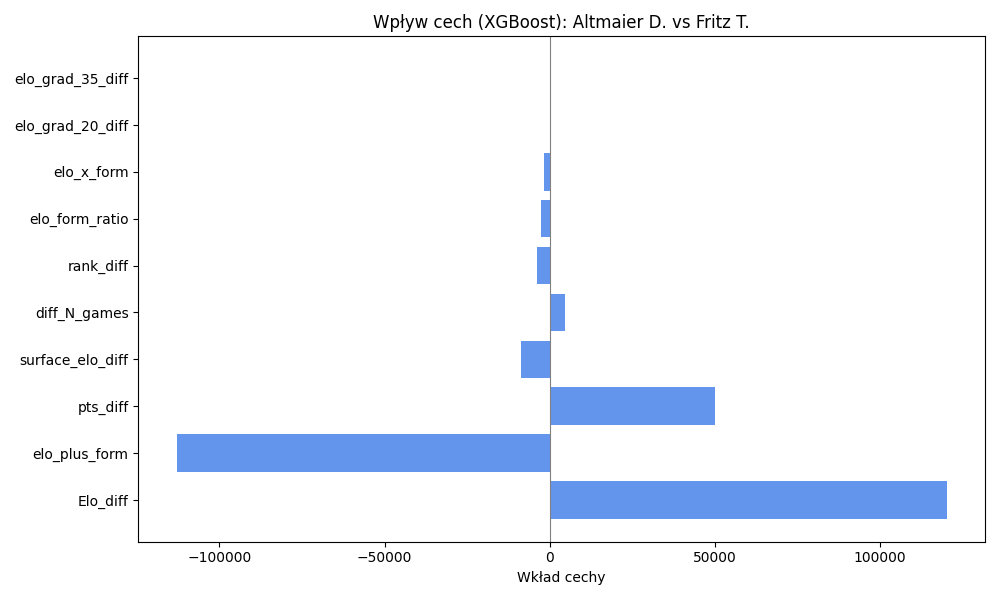 Wpływ cech (XGBoost): Altmaier D. vs Fritz T.
elo_grad_35_diff
elo_grad_20_diff
elo_x_form
elo_form_ratio
rank_diff
diff_N_games
surface_elo_diff
pts_diff
elo_plus_form
Elo_diff
−100000 −50000 0 50000 100000
Wkład cechy